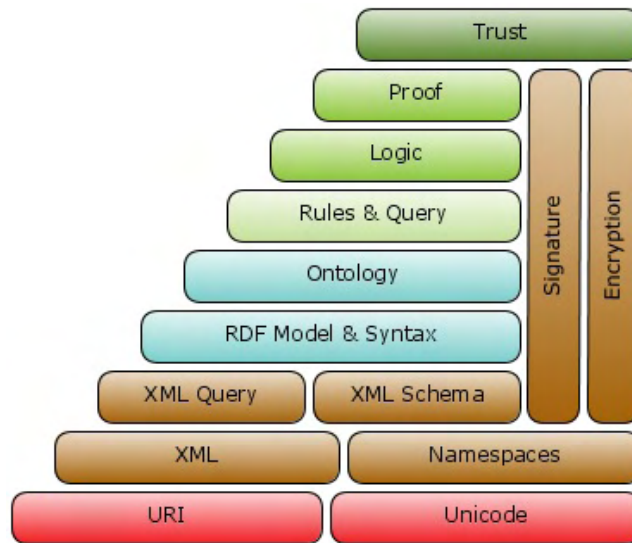 Trust
Proof
Logic
Rules & Query
Ontology
RDF Model & Syntax
Signature
Encryption
XML Query
XML Schema
XML
Namespaces
URI
Unicode